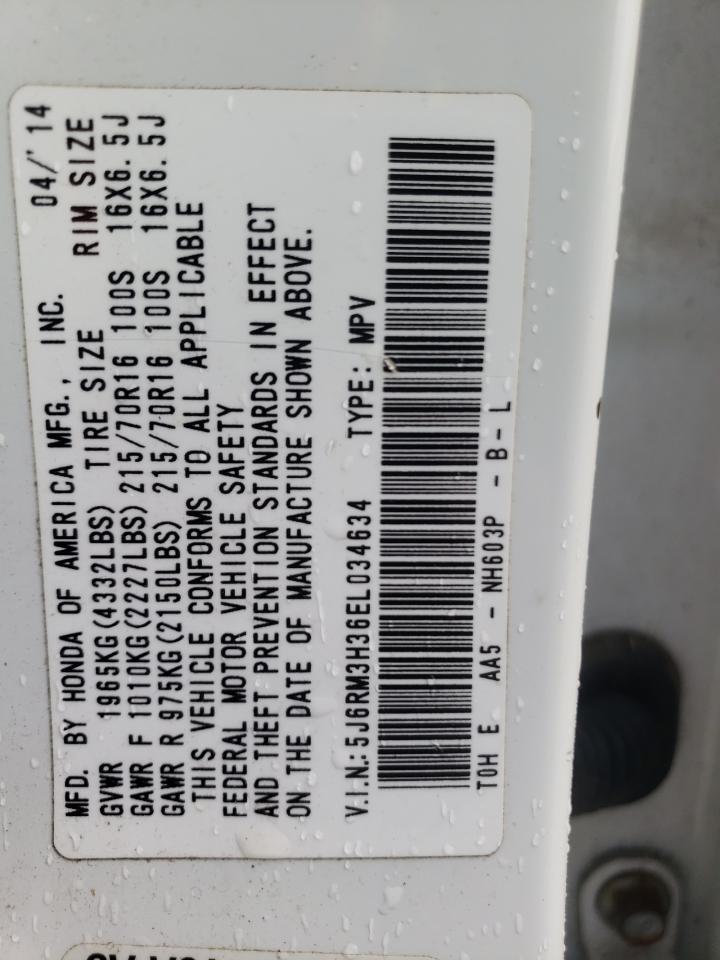 MFD. BY HONDA OF AMERICA MFG., INC. 04/'14
GVWR 1965KG(4332LBS) TIRE SIZE RIM SIZE
GAWR F 1010KG(2227LBS) 215/70R16 100S 16X6.5J
GAWR R 975KG(2150LBS) 215/70R16 100S 16X6.5J
THIS VEHICLE CONFORMS TO ALL APPLICABLE
FEDERAL MOTOR VEHICLE SAFETY
AND THEFT PREVENTION STANDARDS IN EFFECT
ON THE DATE OF MANUFACTURE SHOWN ABOVE.
V.I.N.: 5J6RM3H36EL034634 TYPE: MPV
T0H E AA5 - NH603P - B - L